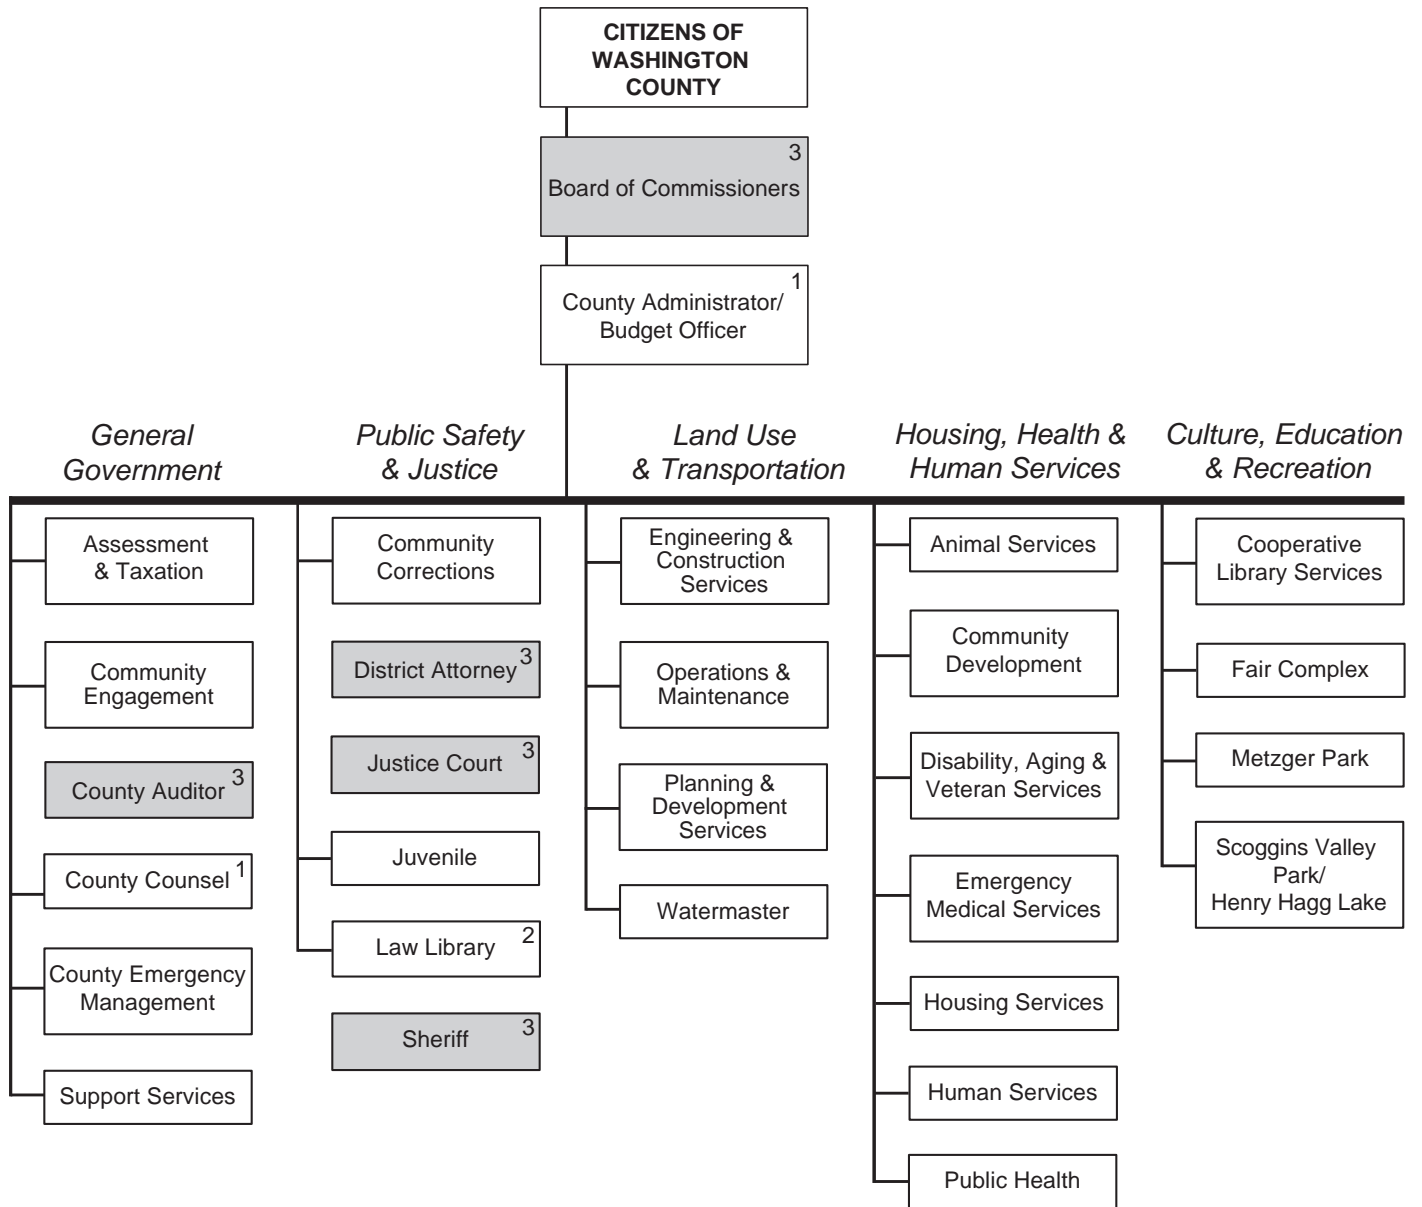 CITIZENS OF
WASHINGTON
COUNTY
3
Board of Commissioners
1
County Administrator/
Budget Officer
General
Government
Public Safety
& Justice
Land Use
& Transportation
Housing, Health &
Human Services
Culture, Education
& Recreation
Assessment
& Taxation
Community
Engagement
County Auditor 3
County Counsel 1
County Emergency
Management
Support Services
Community
Corrections
District Attorney 3
Justice Court 3
Juvenile
Law Library 2
Sheriff 3
Engineering &
Construction
Services
Operations &
Maintenance
Planning &
Development
Services
Watermaster
Animal Services
Community
Development
Disability, Aging &
Veteran Services
Emergency
Medical Services
Housing Services
Human Services
Public Health
Cooperative
Library Services
Fair Complex
Metzger Park
Scoggins Valley
Park/
Henry Hagg Lake